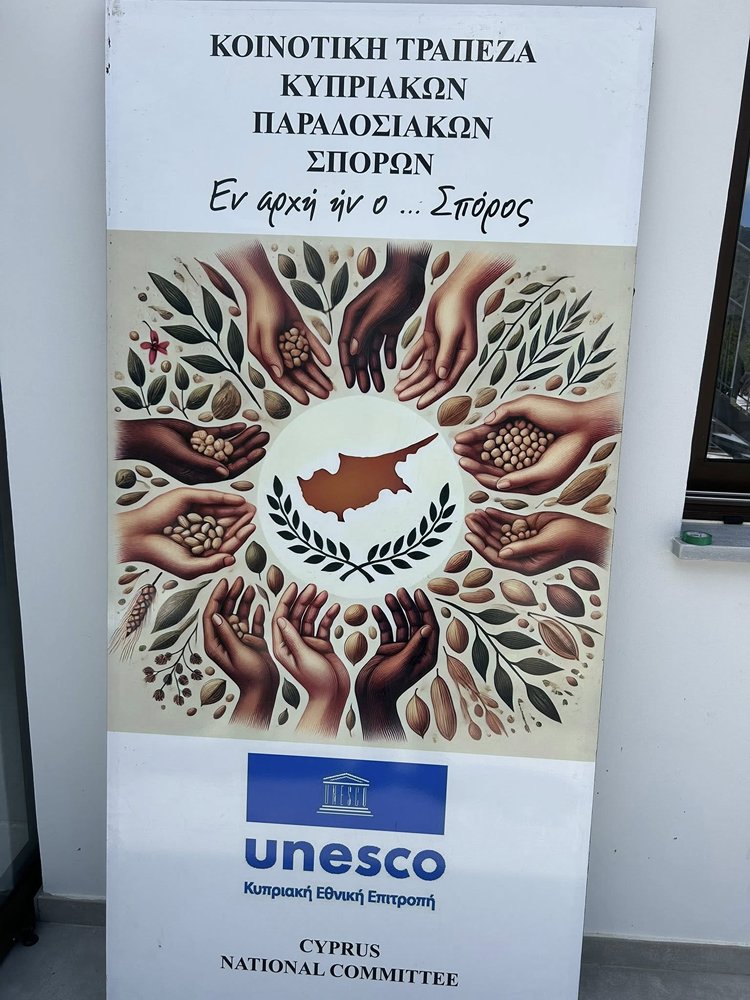 ΚΟΙΝΟΤΙΚΗ ΤΡΑΠΕΖΑ
ΚΥΠΡΙΑΚΩΝ
ΠΑΡΑΔΟΣΙΑΚΩΝ
ΣΠΟΡΩΝ
Εν αρχή ήν ο ... Σπόρος
UNESCO
unesco
Κυπριακή Εθνική Επιτροπή
CYPRUS
NATIONAL COMMITTEE